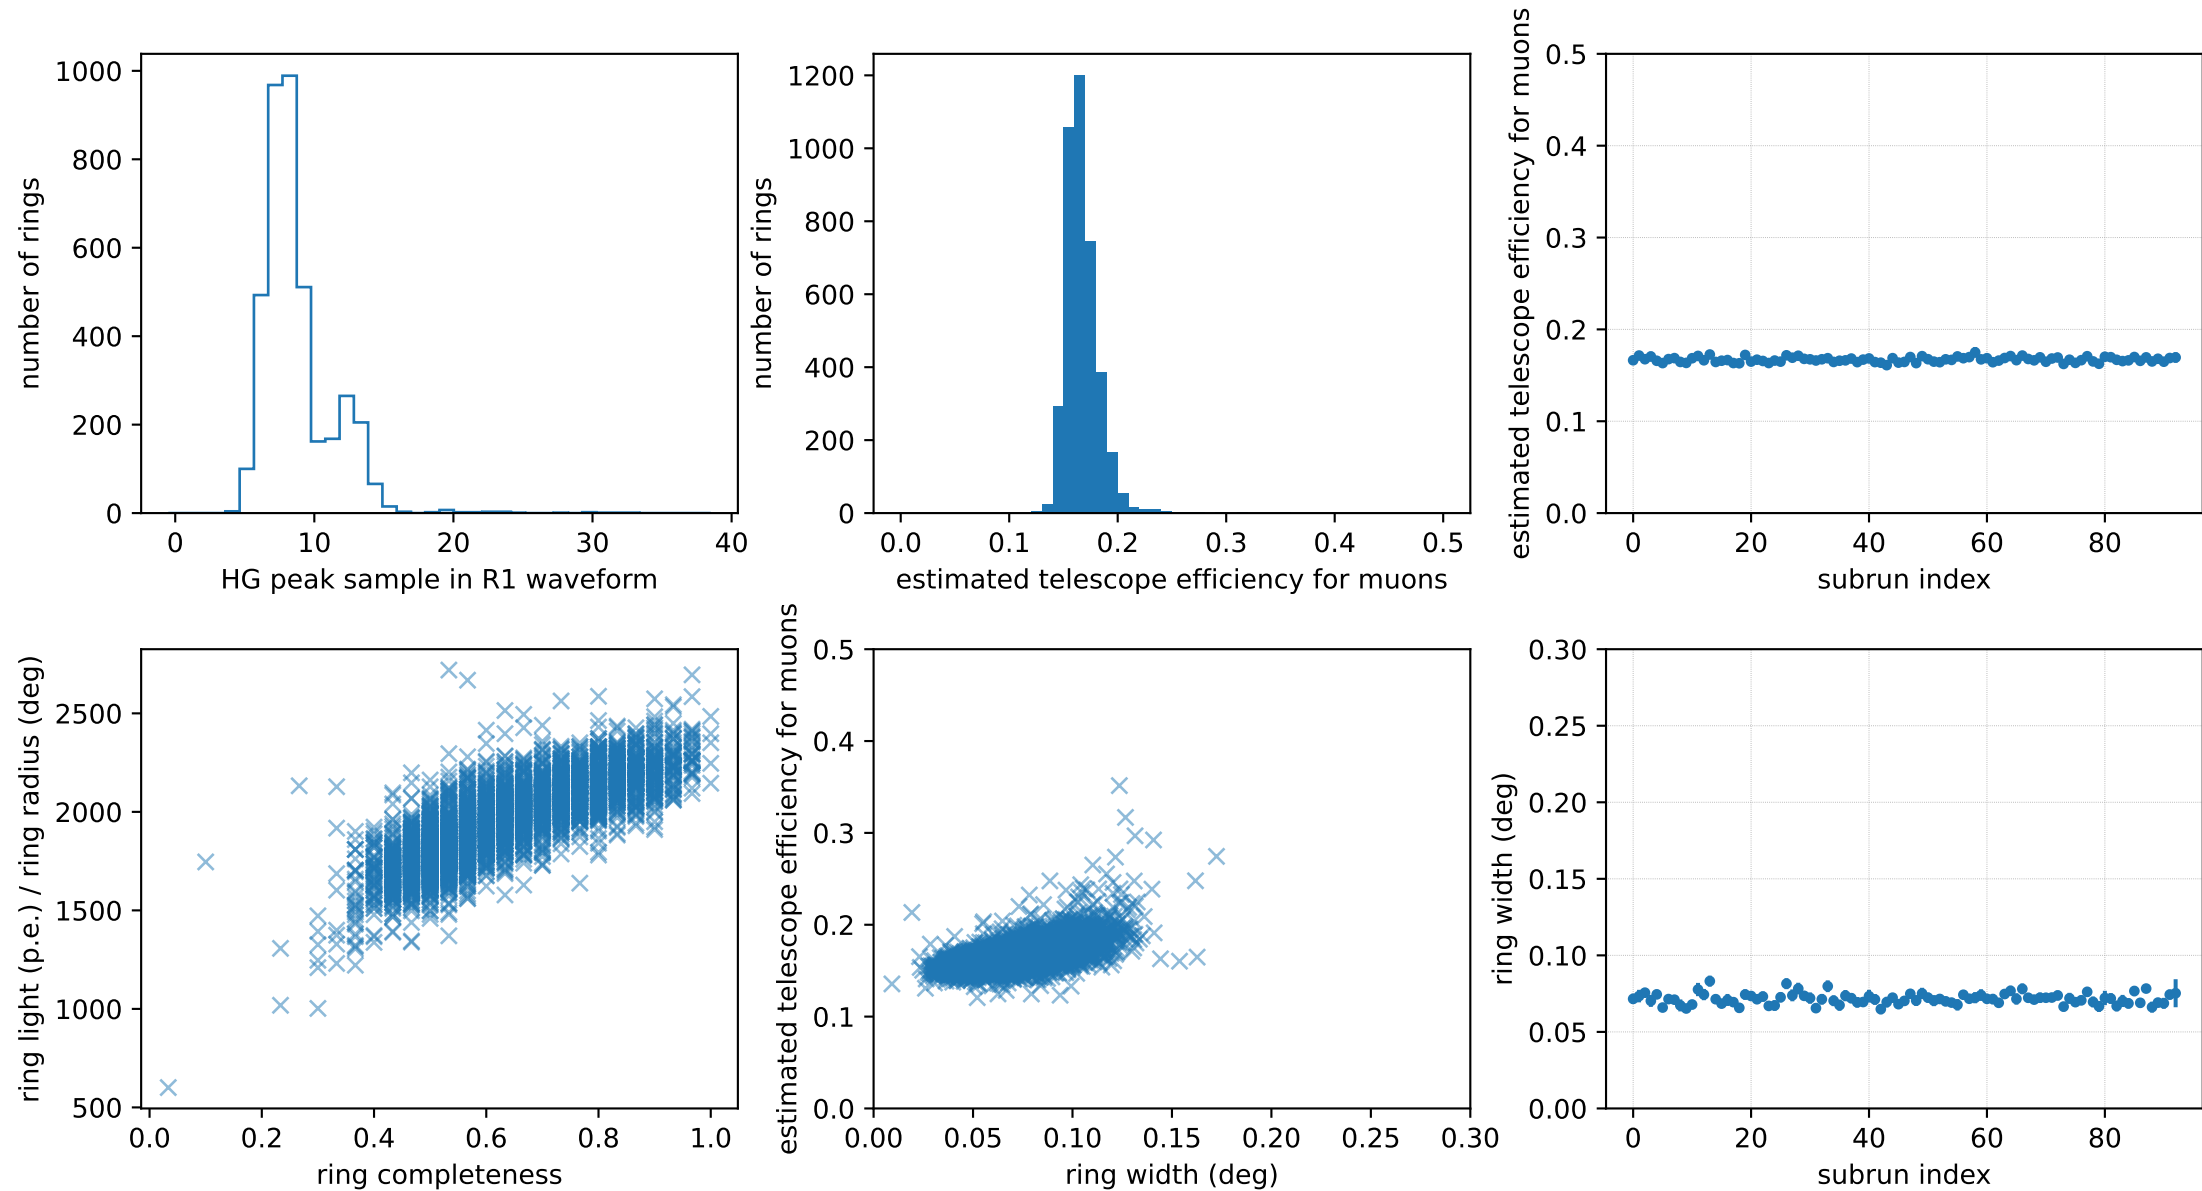 number of rings
1000
800
600
400
200
0
0 10 20 30 40
HG peak sample in R1 waveform
number of rings
1200
1000
800
600
400
200
0
0.0 0.1 0.2 0.3 0.4 0.5
estimated telescope efficiency for muons
estimated telescope efficiency for muons
0.5
0.4
0.3
0.2
0.1
0.0
0 20 40 60 80
subrun index
ring light (p.e.) / ring radius (deg)
2500
2000
1500
1000
500
0.0 0.2 0.4 0.6 0.8 1.0
ring completeness
estimated telescope efficiency for muons
0.5
0.4
0.3
0.2
0.1
0.0
0.00 0.05 0.10 0.15 0.20 0.25 0.30
ring width (deg)
ring width (deg)
0.30
0.25
0.20
0.15
0.10
0.05
0.00
0 20 40 60 80
subrun index